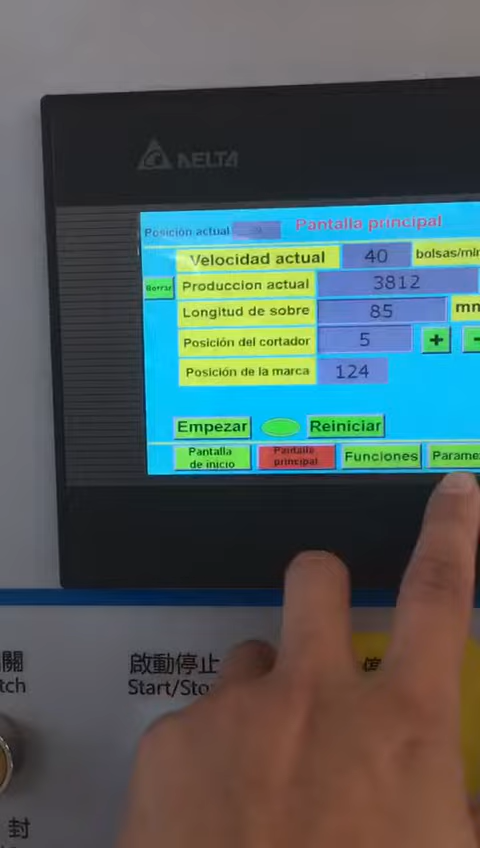 DELTA
Posición actual
Pantalla principal
Velocidad actual 40 bolsas/min
Borrar Produccion actual 3812
Longitud de sobre 85 mm
Posición del cortador 5 + -
Posición de la marca 124
Empezar Reiniciar
Pantalla de inicio
Pantalla principal
Funciones
Parame
關
tch
啟動停止
Start/Sto
封